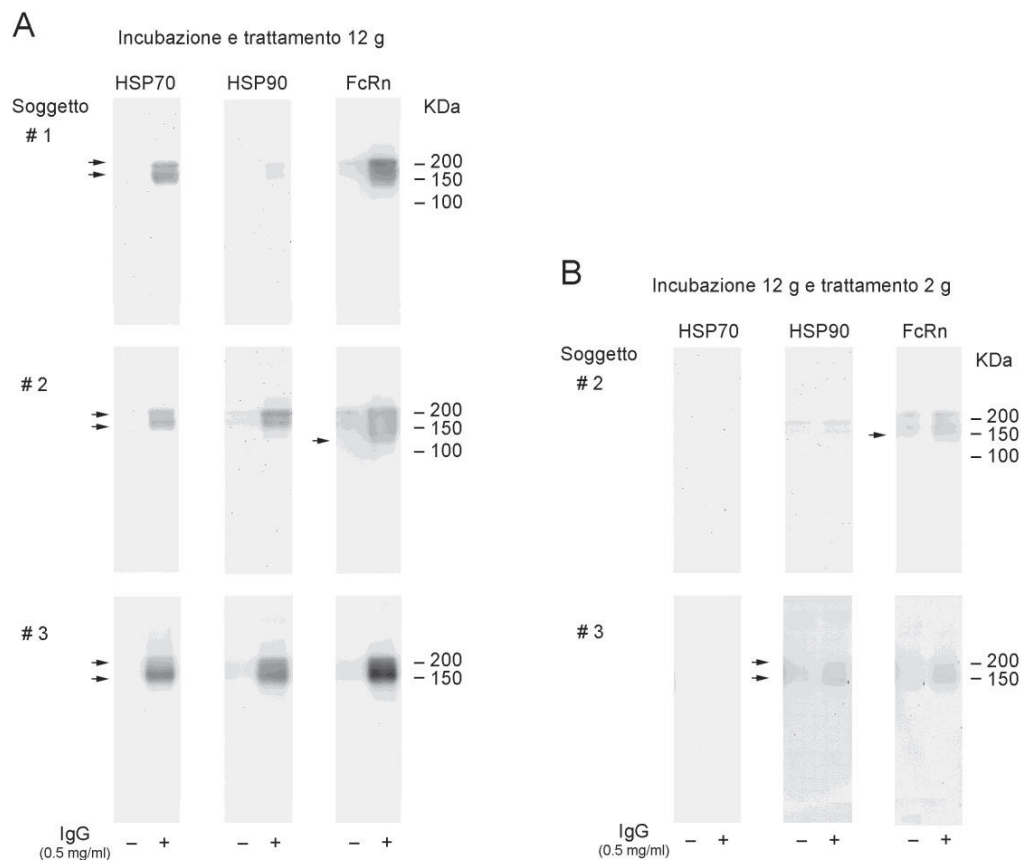 A
Incubazione e trattamento 12 g
HSP70 HSP90 FcRn
Soggetto KDa
# 1
– 200
– 150
– 100
# 2
– 200
– 150
– 100
# 3
– 200
– 150
IgG
(0.5 mg/ml)
– + – + – +
B
Incubazione 12 g e trattamento 2 g
HSP70 HSP90 FcRn
Soggetto KDa
# 2
– 200
– 150
– 100
# 3
– 200
– 150
IgG
(0.5 mg/ml)
– + – + – +